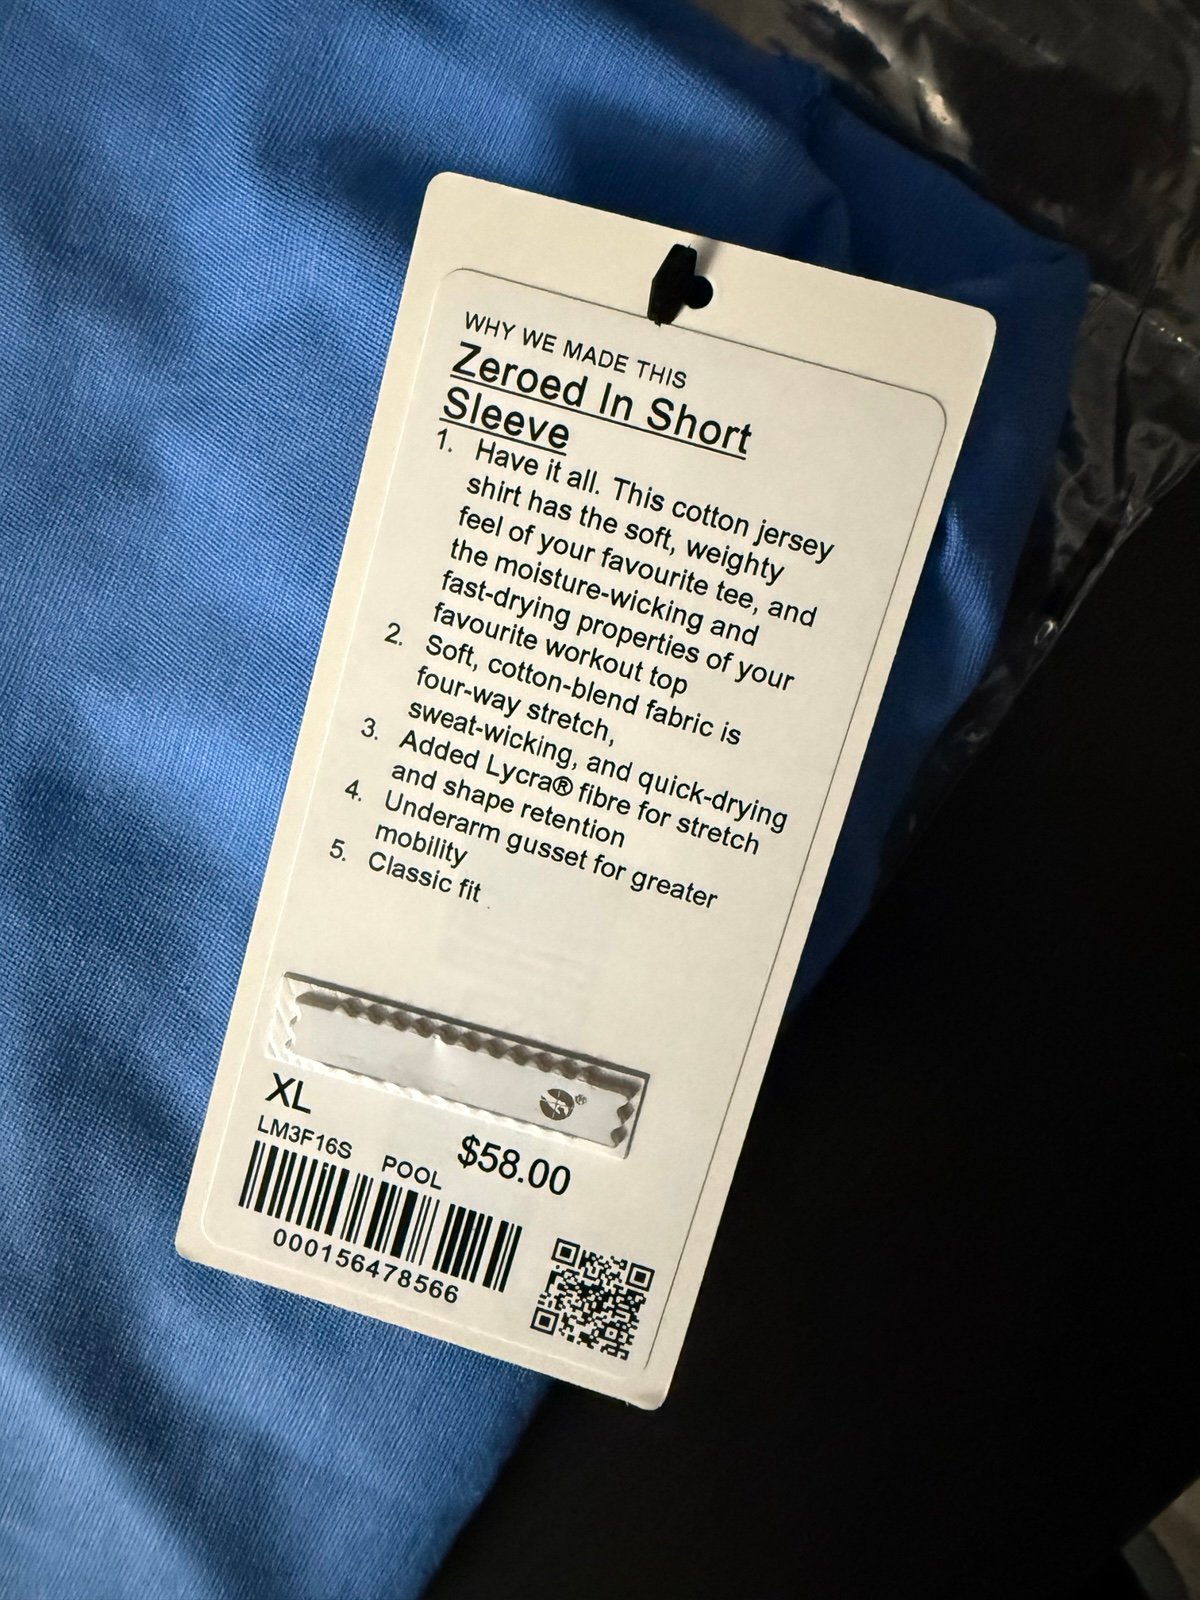 WHY WE MADE THIS
Zeroed In Short
Sleeve
1. Have it all. This cotton jersey
shirt has the soft, weighty
feel of your favourite tee, and
the moisture-wicking and
fast-drying properties of your
favourite workout top
2. Soft, cotton-blend fabric is
four-way stretch,
sweat-wicking, and quick-drying
3. Added Lycra® fibre for stretch
and shape retention
4. Underarm gusset for greater
mobility
5. Classic fit
®
XL
LM3F16S POOL $58.00
000156478566